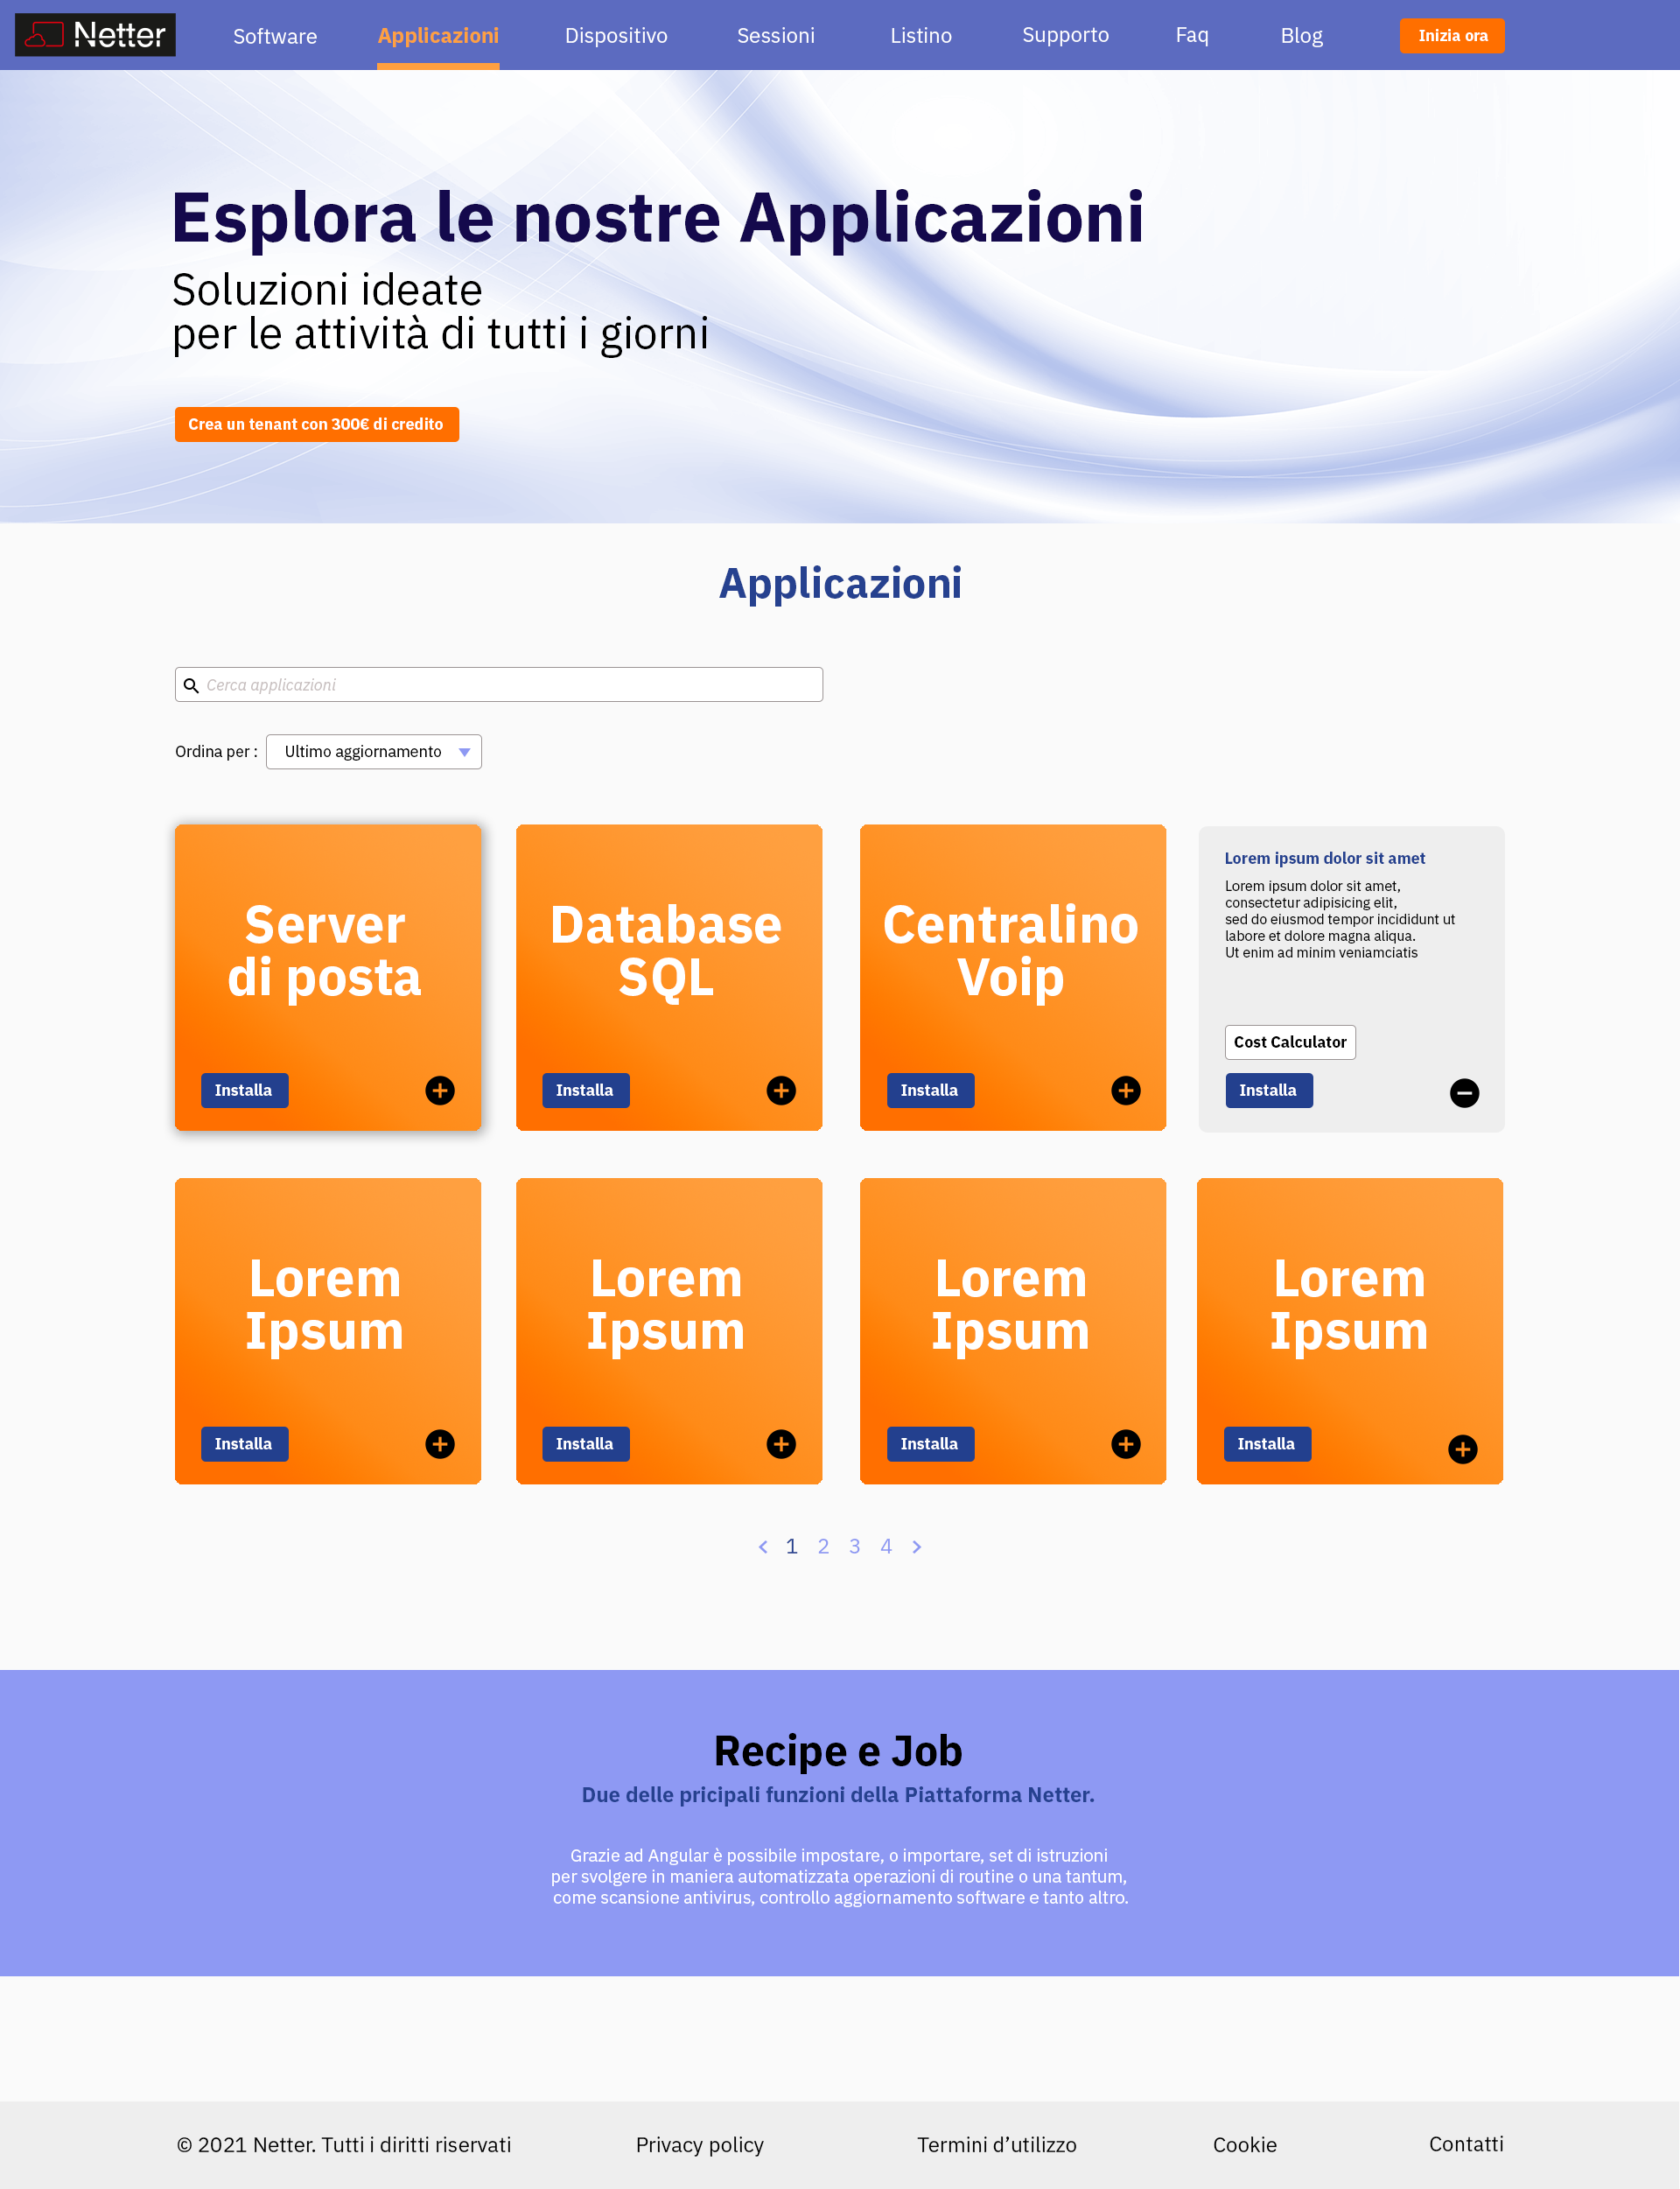 Netter
Software
Applicazioni
Dispositivo
Sessioni
Listino
Supporto
Faq
Blog
Inizia ora
Esplora le nostre Applicazioni
Soluzioni ideate
per le attività di tutti i giorni
Crea un tenant con 300€ di credito
Applicazioni
Cerca applicazioni
Ordina per :
Ultimo aggiornamento
Server
di posta
Installa
Database
SQL
Installa
Centralino
Voip
Installa
Lorem ipsum dolor sit amet
Lorem ipsum dolor sit amet,
consectetur adipisicing elit,
sed do eiusmod tempor incididunt ut
labore et dolore magna aliqua.
Ut enim ad minim veniamciatis
Cost Calculator
Installa
Lorem
Ipsum
Installa
Lorem
Ipsum
Installa
Lorem
Ipsum
Installa
Lorem
Ipsum
Installa
1 2 3 4
Recipe e Job
Due delle pricipali funzioni della Piattaforma Netter.
Grazie ad Angular è possibile impostare, o importare, set di istruzioni
per svolgere in maniera automatizzata operazioni di routine o una tantum,
come scansione antivirus, controllo aggiornamento software e tanto altro.
© 2021 Netter. Tutti i diritti riservati
Privacy policy
Termini d’utilizzo
Cookie
Contatti